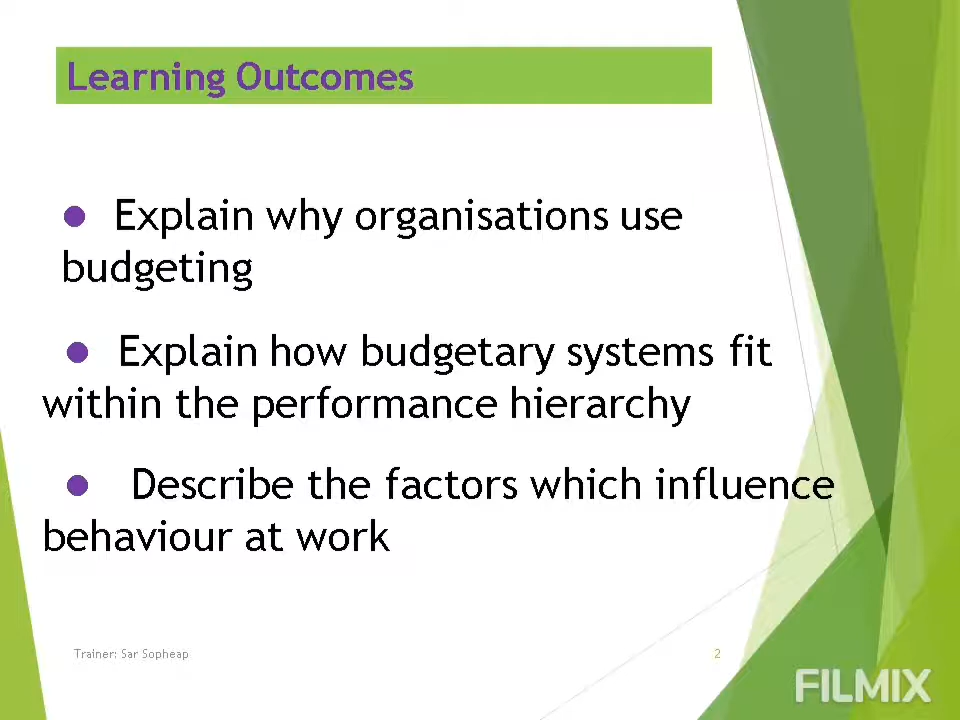 Learning Outcomes
● Explain why organisations use
budgeting
● Explain how budgetary systems fit
within the performance hierarchy
● Describe the factors which influence
behaviour at work
Trainer: Sar Sopheap
2
FILMIX